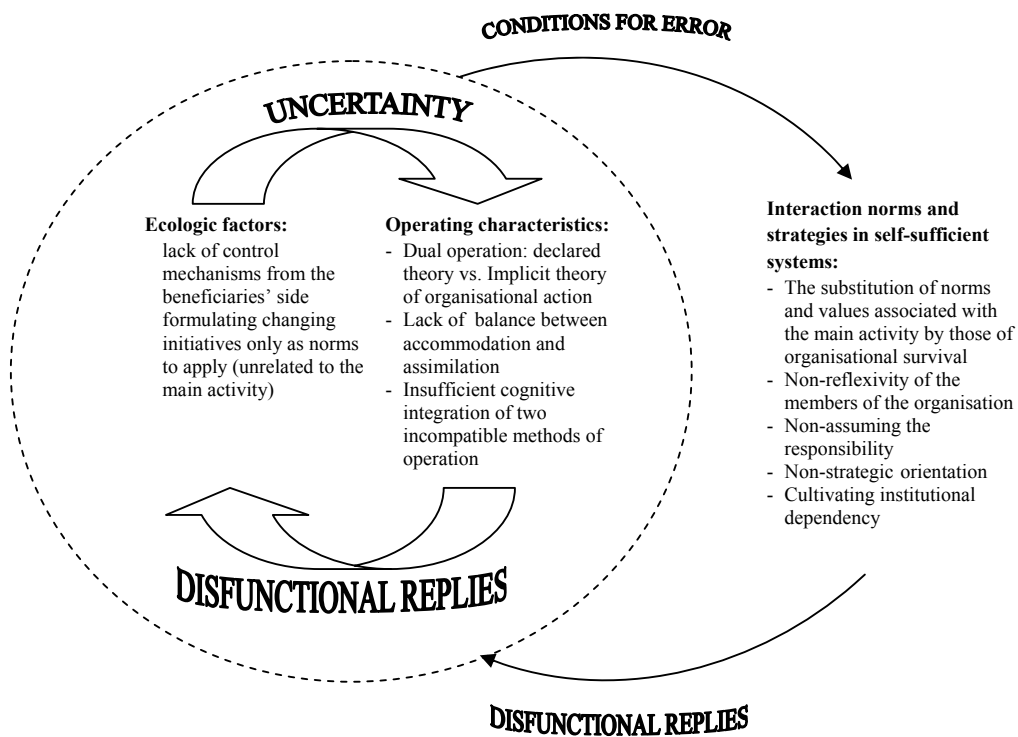 CONDITIONS FOR ERROR
UNCERTAINTY
Ecologic factors:
lack of control
mechanisms from the
beneficiaries’ side
formulating changing
initiatives only as norms
to apply (unrelated to the
main activity)
Operating characteristics:
- Dual operation: declared
theory vs. Implicit theory
of organisational action
- Lack of balance between
accommodation and
assimilation
- Insufficient cognitive
integration of two
incompatible methods of
operation
Interaction norms and
strategies in self-sufficient
systems:
- The substitution of norms
and values associated with
the main activity by those of
organisational survival
- Non-reflexivity of the
members of the organisation
- Non-assuming the
responsibility
- Non-strategic orientation
- Cultivating institutional
dependency
DISFUNCTIONAL REPLIES
DISFUNCTIONAL REPLIES